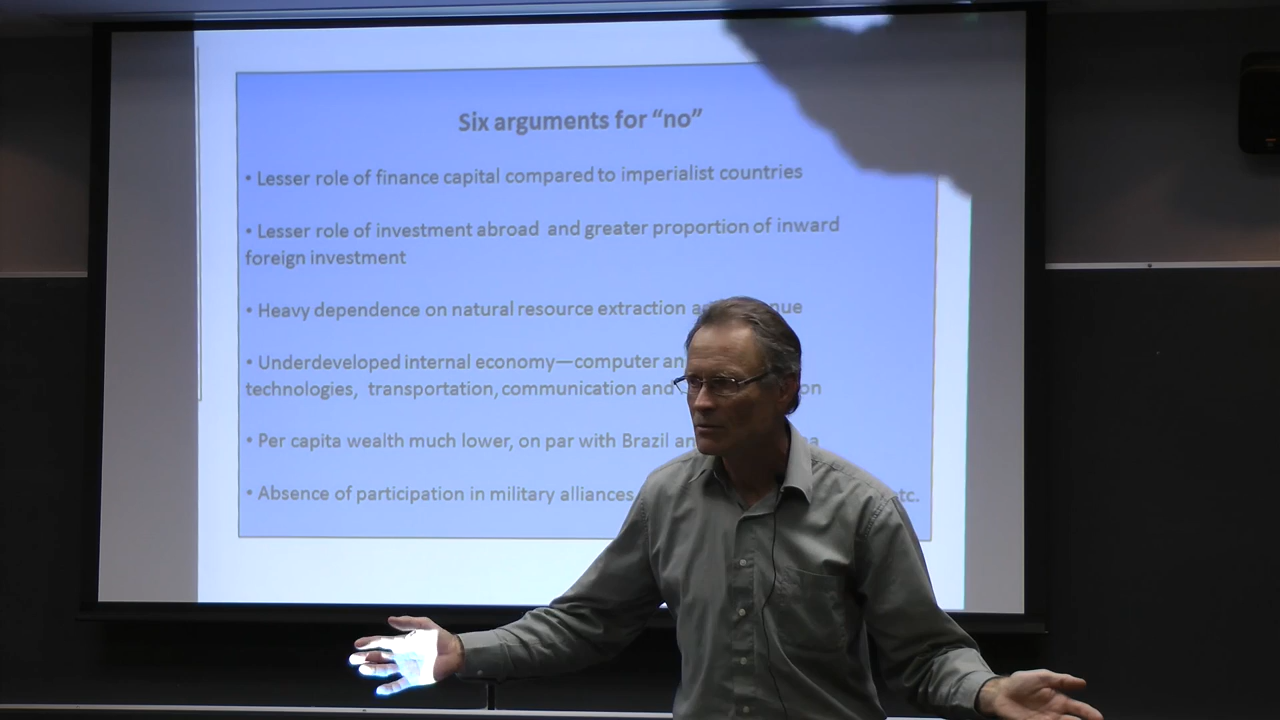 Six arguments for “no”
• Lesser role of finance capital compared to imperialist countries
• Lesser role of investment abroad and greater proportion of inward
foreign investment
• Heavy dependence on natural resource extraction
• Underdeveloped internal economy—computer
technologies, transportation, communication and
• Per capita wealth much lower, on par with Brazil
• Absence of participation in military alliances etc.